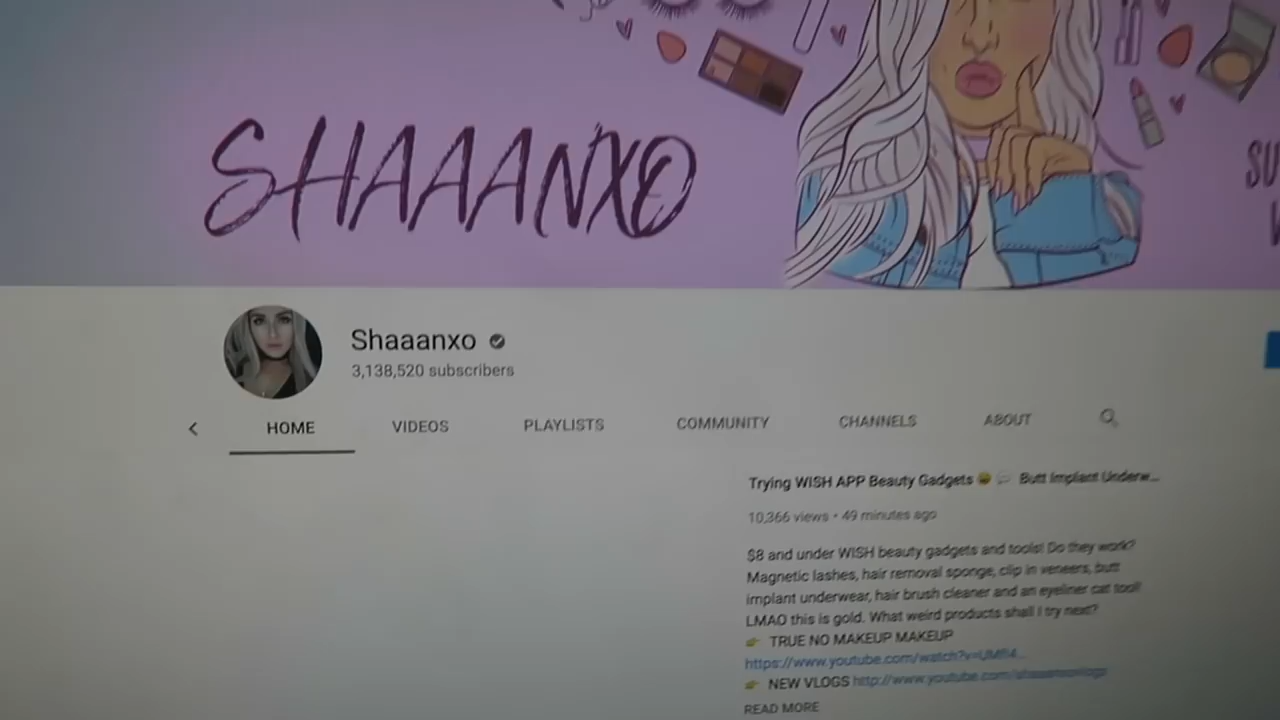 SHAAANXO
SU
Shaaanxo
3,138,520 subscribers
HOME VIDEOS PLAYLISTS COMMUNITY CHANNELS ABOUT
Trying WISH APP Beauty Gadgets Butt Implant Underw...
10,366 views • 49 minutes ago
$8 and under WISH beauty gadgets and tools! Do they work?
Magnetic lashes, hair removal sponge, clip in veneers, butt
implant underwear, hair brush cleaner and an eyeliner cat tool!
LMAO this is gold. What weird products shall I try next?
TRUE NO MAKEUP MAKEUP
https://www.youtube.com/watch?v=UMfi4...
NEW VLOGS http://www.youtube.com/shaaanxovlogs
READ MORE